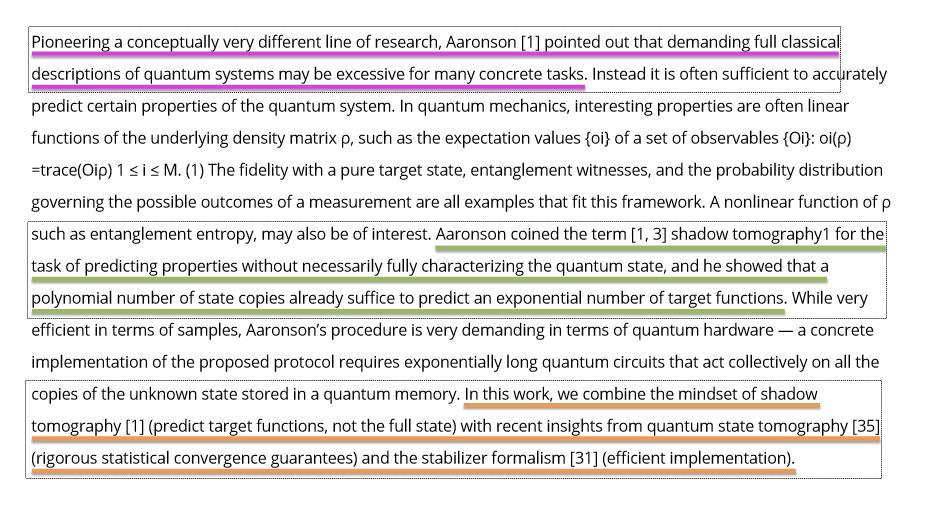 Pioneering a conceptually very different line of research, Aaronson [1] pointed out that demanding full classical
descriptions of quantum systems may be excessive for many concrete tasks. Instead it is often sufficient to accurately
predict certain properties of the quantum system. In quantum mechanics, interesting properties are often linear
functions of the underlying density matrix ρ, such as the expectation values {oi} of a set of observables {Oi}: oi(ρ)
=trace(Oiρ) 1 ≤ i ≤ M. (1) The fidelity with a pure target state, entanglement witnesses, and the probability distribution
governing the possible outcomes of a measurement are all examples that fit this framework. A nonlinear function of ρ
such as entanglement entropy, may also be of interest. Aaronson coined the term [1, 3] shadow tomography1 for the
task of predicting properties without necessarily fully characterizing the quantum state, and he showed that a
polynomial number of state copies already suffice to predict an exponential number of target functions. While very
efficient in terms of samples, Aaronson’s procedure is very demanding in terms of quantum hardware — a concrete
implementation of the proposed protocol requires exponentially long quantum circuits that act collectively on all the
copies of the unknown state stored in a quantum memory. In this work, we combine the mindset of shadow
tomography [1] (predict target functions, not the full state) with recent insights from quantum state tomography [35]
(rigorous statistical convergence guarantees) and the stabilizer formalism [31] (efficient implementation).